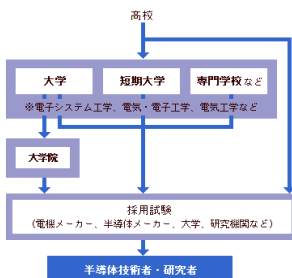 高校
大学
短期大学
専門学校など
※電子システム工学、電気・電子工学、電気工学など
大学院
採用試験
(電機メーカー、半導体メーカー、大学、研究機関など)
半導体技術者・研究者